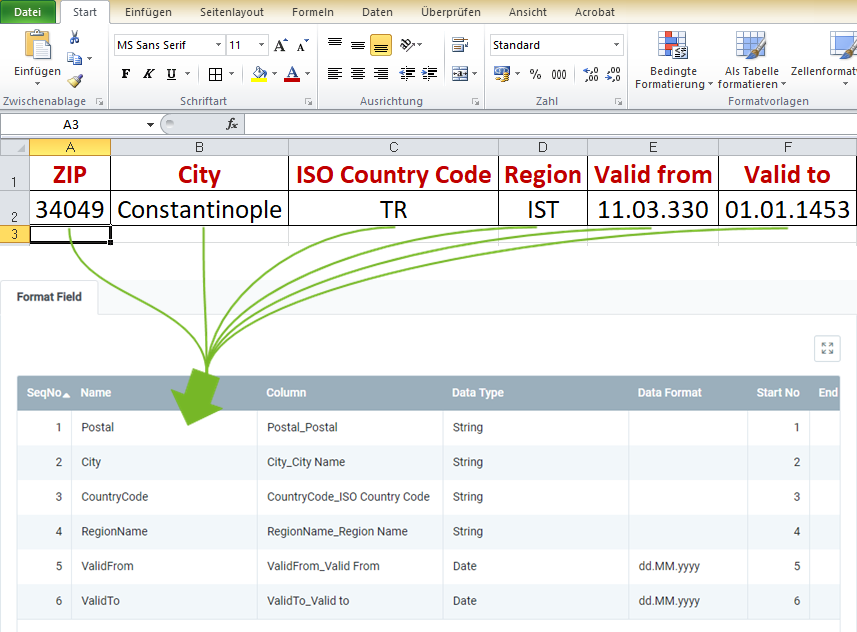 Datei Start Einfügen Seitenlayout Formeln Daten Überprüfen Ansicht Acrobat
MS Sans Serif 11 A A Standard
Einfügen F K U A % 000 ,00 ,00 Bedingte Formatierung Als Tabelle formatieren Zellenformat
Zwischenablage Schriftart Ausrichtung Zahl Formatvorlagen
A3 fx
A B C D E F
1 ZIP City ISO Country Code Region Valid from Valid to
2 34049 Constantinople TR IST 11.03.330 01.01.1453
3
Format Field
SeqNo Name Column Data Type Data Format Start No End
1 Postal Postal_Postal String 1
2 City City_City Name String 2
3 CountryCode CountryCode_ISO Country Code String 3
4 RegionName RegionName_Region Name String 4
5 ValidFrom ValidFrom_Valid From Date dd.MM.yyyy 5
6 ValidTo ValidTo_Valid to Date dd.MM.yyyy 6